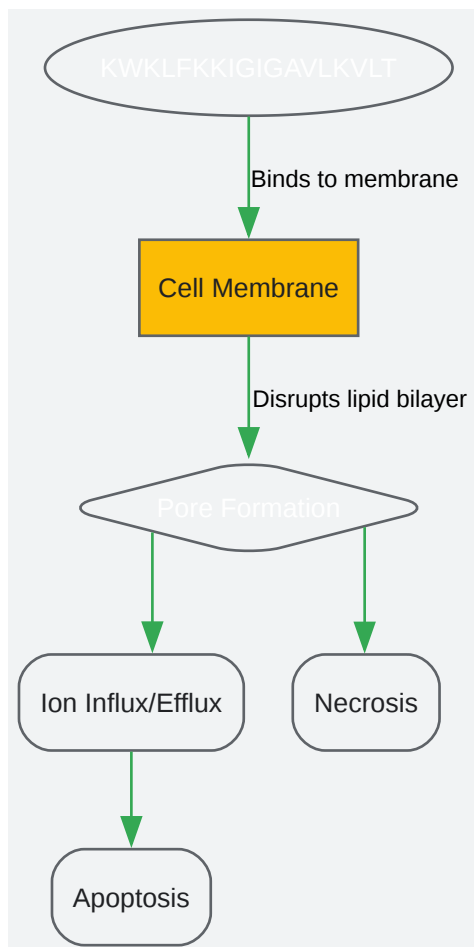 KWKLFKKIGIGAVLKVLT
Binds to membrane
Cell Membrane
Disrupts lipid bilayer
Pore Formation
Ion Influx/Efflux
Necrosis
Apoptosis